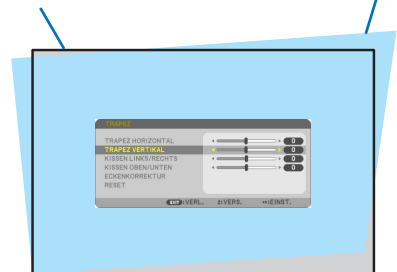 TRAPEZ
TRAPEZ HORIZONTAL 0
TRAPEZ VERTIKAL 0
KISSEN LINKS/RECHTS 0
KISSEN OBEN/UNTEN 0
ECKENKORREKTUR
RESET
EXIT:VERL. ↕:VERS. ↔:EINST.